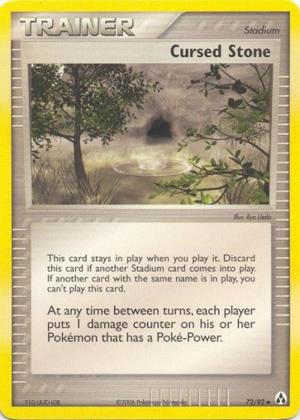 TRAINER
Stadium
Cursed Stone
Illus. Ryo Ueda
This card stays in play when you play it. Discard
this card if another Stadium card comes into play.
If another card with the same name is in play, you
can't play this card.
At any time between turns, each player
puts 1 damage counter on his or her
Pokémon that has a Poké-Power.
©2006 Pokémon/Nintendo
72/92